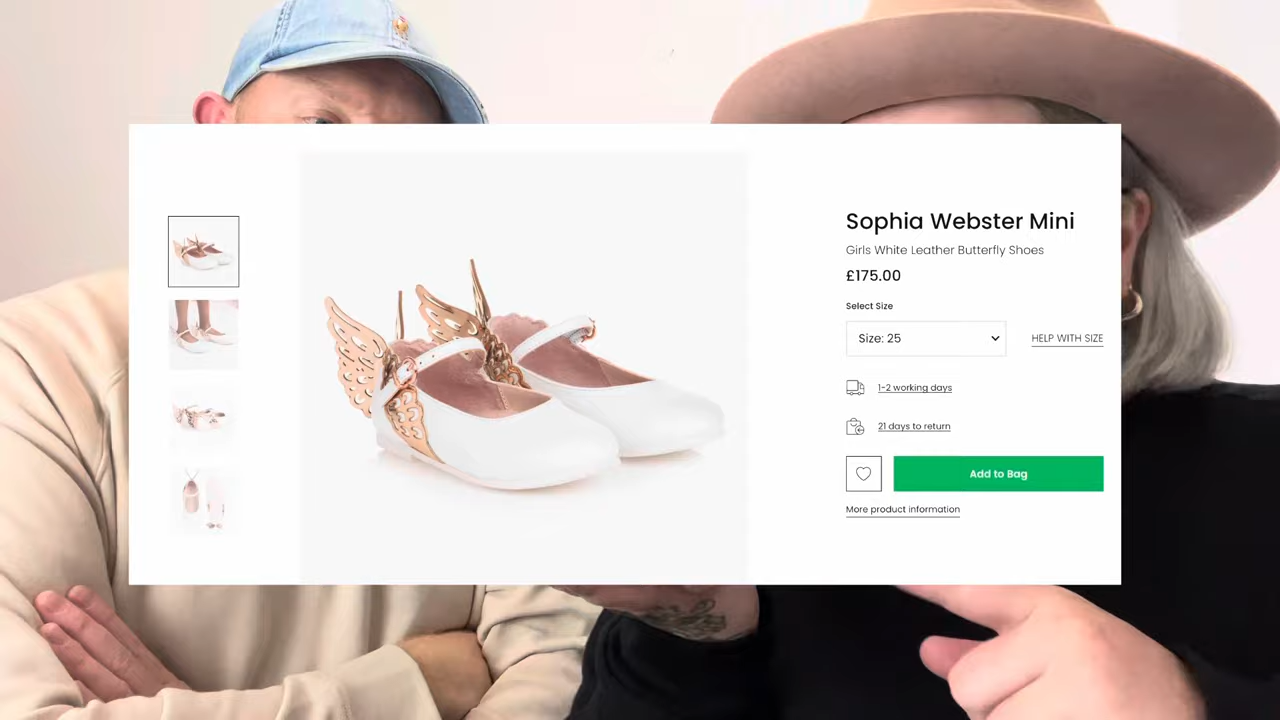 Sophia Webster Mini
Girls White Leather Butterfly Shoes
£175.00
Select Size
Size: 25
HELP WITH SIZE
1-2 working days
21 days to return
Add to Bag
More product information